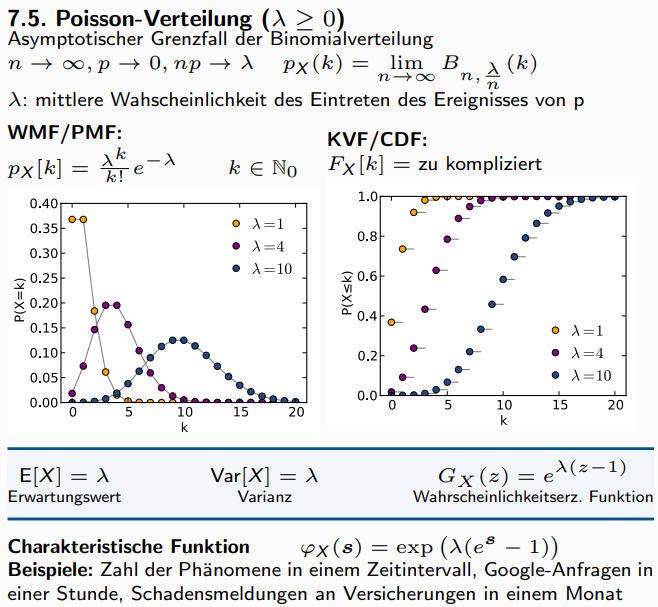 7.5. Poisson-Verteilung (λ ≥ 0)
Asymptotischer Grenzfall der Binomialverteilung
n → ∞, p → 0, np → λ    p_X(k) = lim_{n→∞} B_{n, λ/n}(k)
λ: mittlere Wahscheinlichkeit des Eintreten des Ereignisses von p
WMF/PMF:
p_X[k] = λ^k/k! e^{−λ}    k ∈ ℕ₀
KVF/CDF:
F_X[k] = zu kompliziert
0.40
0.35
0.30
0.25
0.20
0.15
0.10
0.05
0.00
P(X=k)
λ=1
λ=4
λ=10
0 5 10 15 20
k
1.0
0.8
0.6
0.4
0.2
0.0
P(X≤k)
λ=1
λ=4
λ=10
0 5 10 15 20
k
E[X] = λ    Var[X] = λ    G_X(z) = e^{λ(z−1)}
Erwartungswert    Varianz    Wahrscheinlichkeitserz. Funktion
Charakteristische Funktion    φ_X(s) = exp (λ(e^s − 1))
Beispiele: Zahl der Phänomene in einem Zeitintervall, Google-Anfragen in
einer Stunde, Schadensmeldungen an Versicherungen in einem Monat